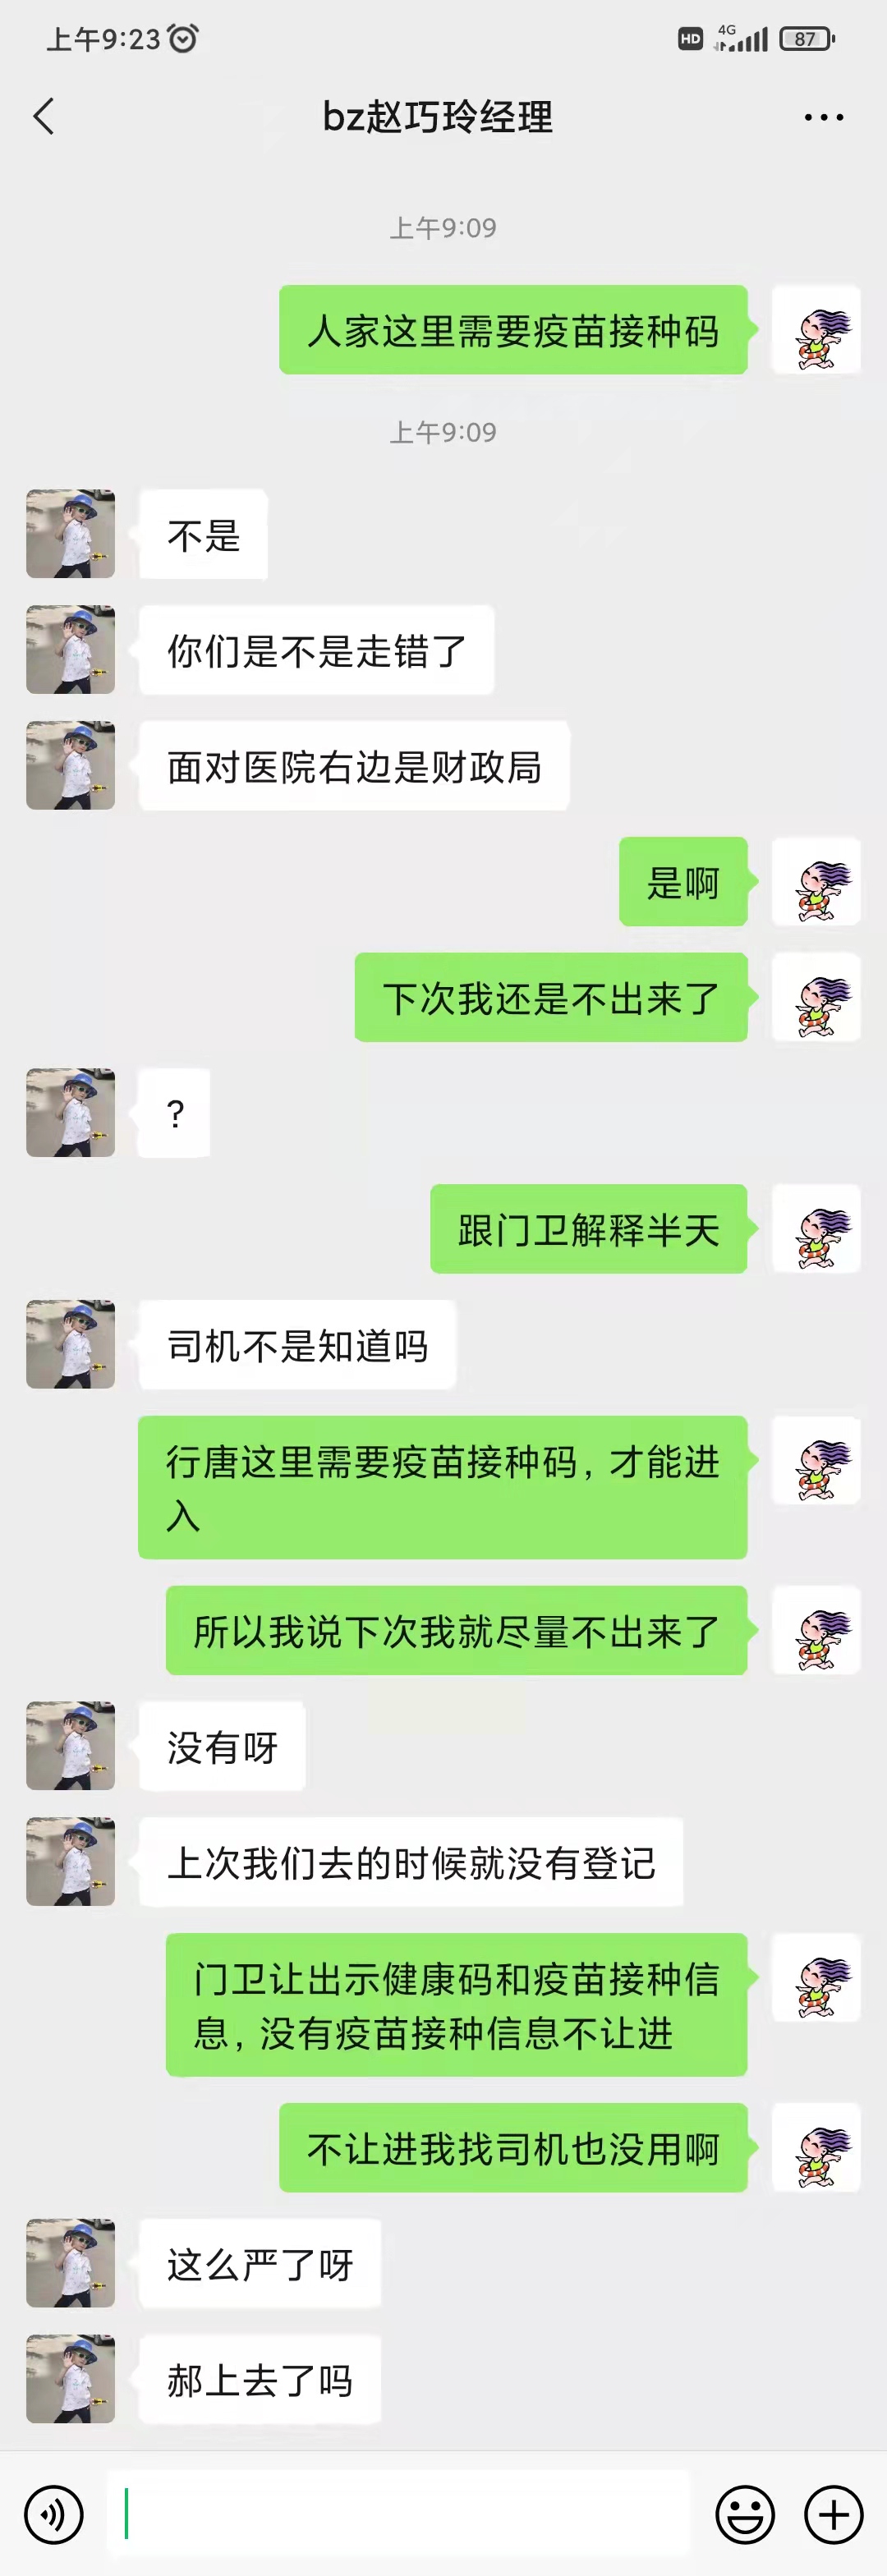 上午9:23
HD 4G 87
bz赵巧玲经理
上午9:09
人家这里需要疫苗接种码
上午9:09
不是
你们是不是走错了
面对医院右边是财政局
是啊
下次我还是不出来了
?
跟门卫解释半天
司机不是知道吗
行唐这里需要疫苗接种码，才能进
入
所以我说下次我就尽量不出来了
没有呀
上次我们去的时候就没有登记
门卫让出示健康码和疫苗接种信
息，没有疫苗接种信息不让进
不让进我找司机也没用啊
这么严了呀
郝上去了吗